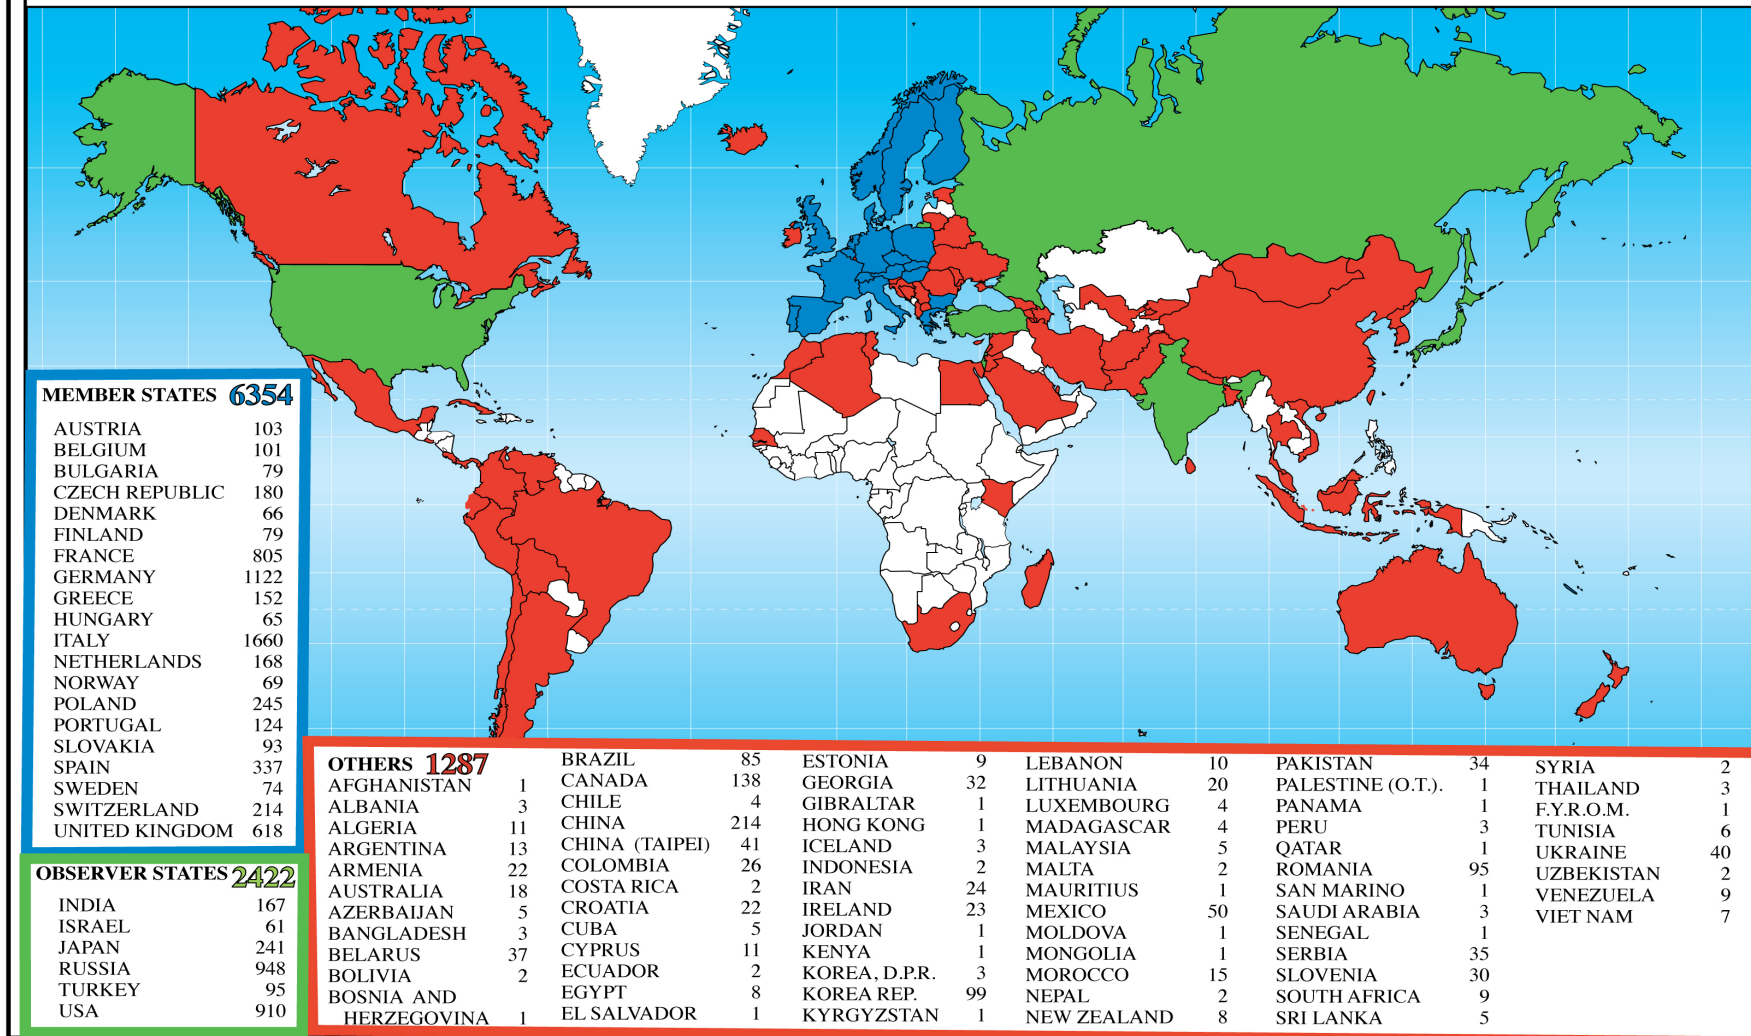 MEMBER STATES 6354
AUSTRIA 103
BELGIUM 101
BULGARIA 79
CZECH REPUBLIC 180
DENMARK 66
FINLAND 79
FRANCE 805
GERMANY 1122
GREECE 152
HUNGARY 65
ITALY 1660
NETHERLANDS 168
NORWAY 69
POLAND 245
PORTUGAL 124
SLOVAKIA 93
SPAIN 337
SWEDEN 74
SWITZERLAND 214
UNITED KINGDOM 618
OBSERVER STATES 2422
INDIA 167
ISRAEL 61
JAPAN 241
RUSSIA 948
TURKEY 95
USA 910
OTHERS 1287
AFGHANISTAN 1
ALBANIA 3
ALGERIA 11
ARGENTINA 13
ARMENIA 22
AUSTRALIA 18
AZERBAIJAN 5
BANGLADESH 3
BELARUS 37
BOLIVIA 2
BOSNIA AND
HERZEGOVINA 1
BRAZIL 85
CANADA 138
CHILE 4
CHINA 214
CHINA (TAIPEI) 41
COLOMBIA 26
COSTA RICA 2
CROATIA 22
CUBA 5
CYPRUS 11
ECUADOR 2
EGYPT 8
EL SALVADOR 1
ESTONIA 9
GEORGIA 32
GIBRALTAR 1
HONG KONG 1
ICELAND 3
INDONESIA 2
IRAN 24
IRELAND 23
JORDAN 1
KENYA 1
KOREA, D.P.R. 3
KOREA REP. 99
KYRGYZSTAN 1
LEBANON 10
LITHUANIA 20
LUXEMBOURG 4
MADAGASCAR 4
MALAYSIA 5
MALTA 2
MAURITIUS 1
MEXICO 50
MOLDOVA 1
MONGOLIA 1
MOROCCO 15
NEPAL 2
NEW ZEALAND 8
PAKISTAN 34
PALESTINE (O.T.). 1
PANAMA 1
PERU 3
QATAR 1
ROMANIA 95
SAN MARINO 1
SAUDI ARABIA 3
SENEGAL 1
SERBIA 35
SLOVENIA 30
SOUTH AFRICA 9
SRI LANKA 5
SYRIA 2
THAILAND 3
F.Y.R.O.M. 1
TUNISIA 6
UKRAINE 40
UZBEKISTAN 2
VENEZUELA 9
VIET NAM 7